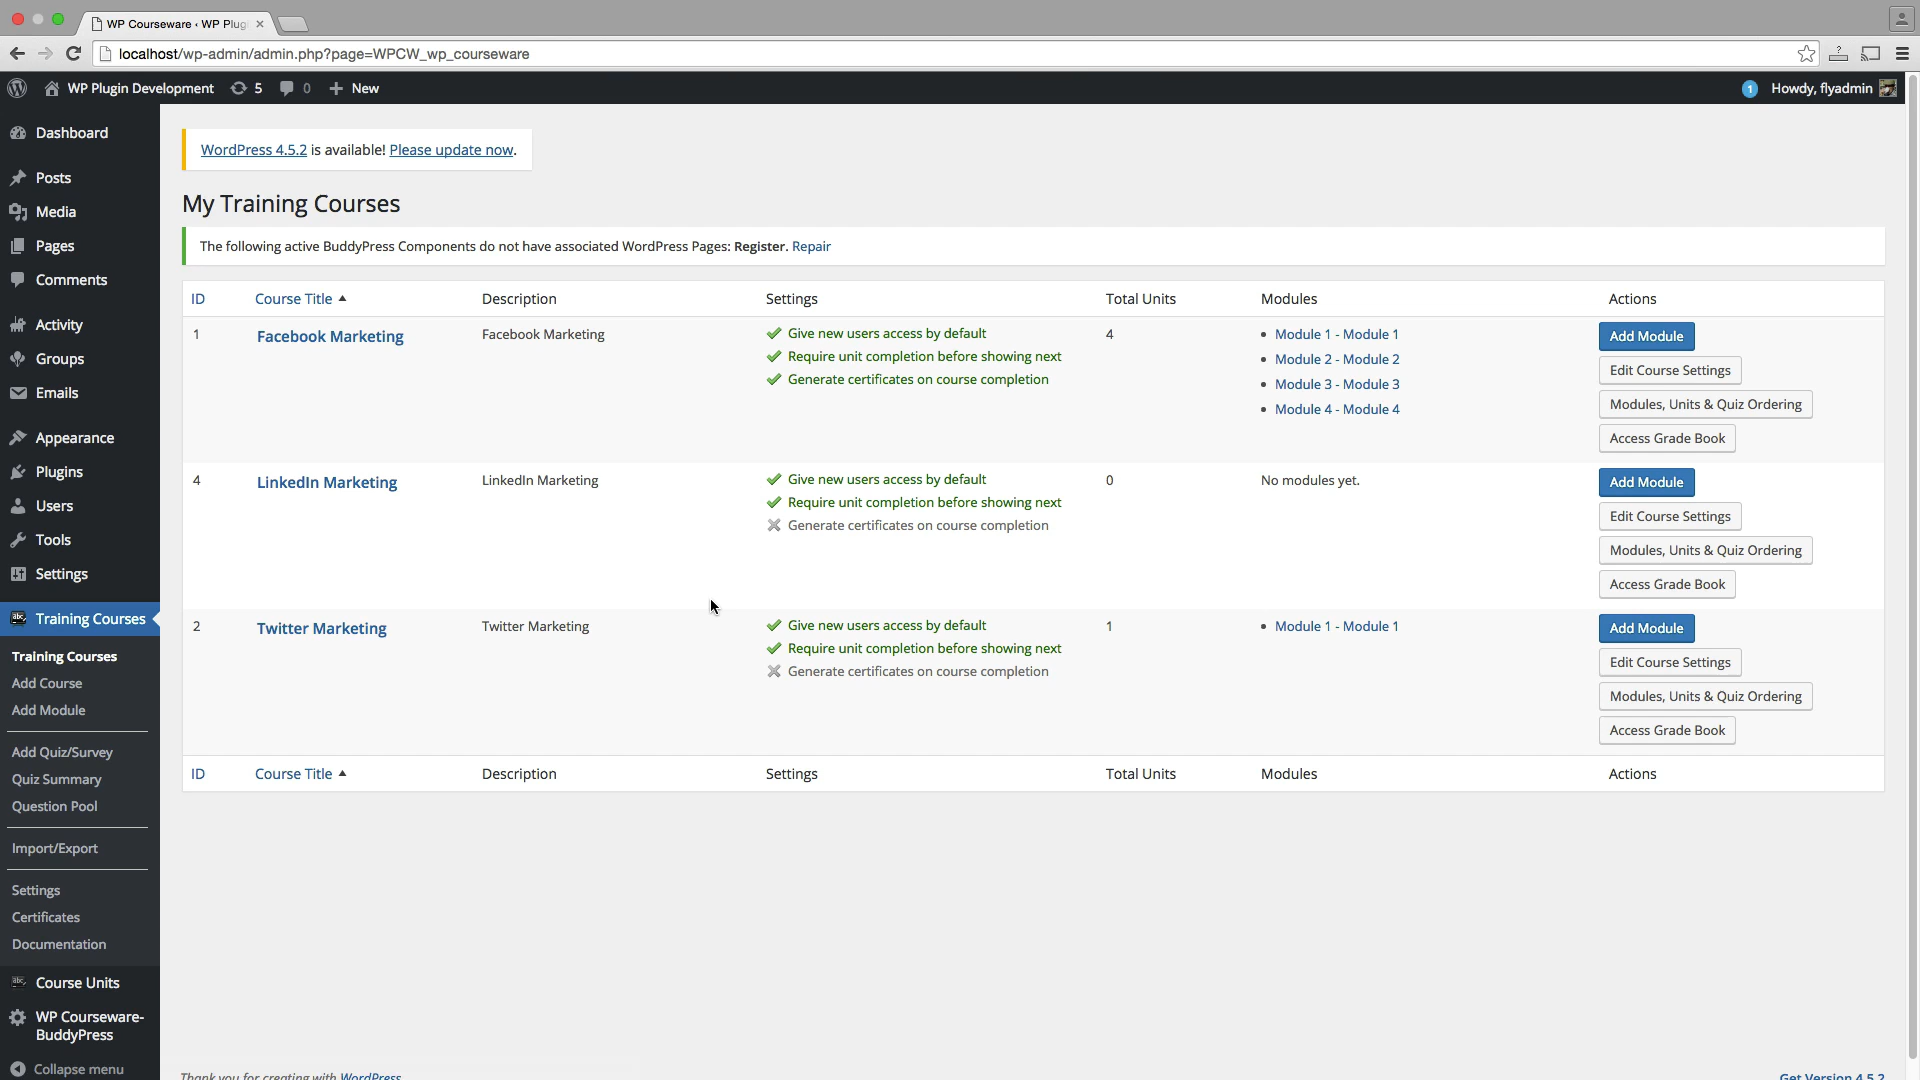 WP Courseware ‹ WP Plug
localhost/wp-admin/admin.php?page=WPCW_wp_courseware
WP Plugin Development 5 0 New
1 Howdy, flyadmin
Dashboard
Posts
Media
Pages
Comments
Activity
Groups
Emails
Appearance
Plugins
Users
Tools
Settings
Training Courses
Training Courses
Add Course
Add Module
Add Quiz/Survey
Quiz Summary
Question Pool
Import/Export
Settings
Certificates
Documentation
Course Units
WP Courseware-
BuddyPress
Collapse menu
WordPress 4.5.2 is available! Please update now.
My Training Courses
The following active BuddyPress Components do not have associated WordPress Pages: Register. Repair
ID Course Title Description Settings Total Units Modules Actions
1 Facebook Marketing Facebook Marketing Give new users access by default 4 Module 1 - Module 1 Add Module
Require unit completion before showing next Module 2 - Module 2 Edit Course Settings
Generate certificates on course completion Module 3 - Module 3 Modules, Units & Quiz Ordering
Module 4 - Module 4 Access Grade Book
4 LinkedIn Marketing LinkedIn Marketing Give new users access by default 0 No modules yet. Add Module
Require unit completion before showing next Edit Course Settings
Generate certificates on course completion Modules, Units & Quiz Ordering
Access Grade Book
2 Twitter Marketing Twitter Marketing Give new users access by default 1 Module 1 - Module 1 Add Module
Require unit completion before showing next Edit Course Settings
Generate certificates on course completion Modules, Units & Quiz Ordering
Access Grade Book
ID Course Title Description Settings Total Units Modules Actions
Thank you for creating with WordPress
Get Version 4.5.2